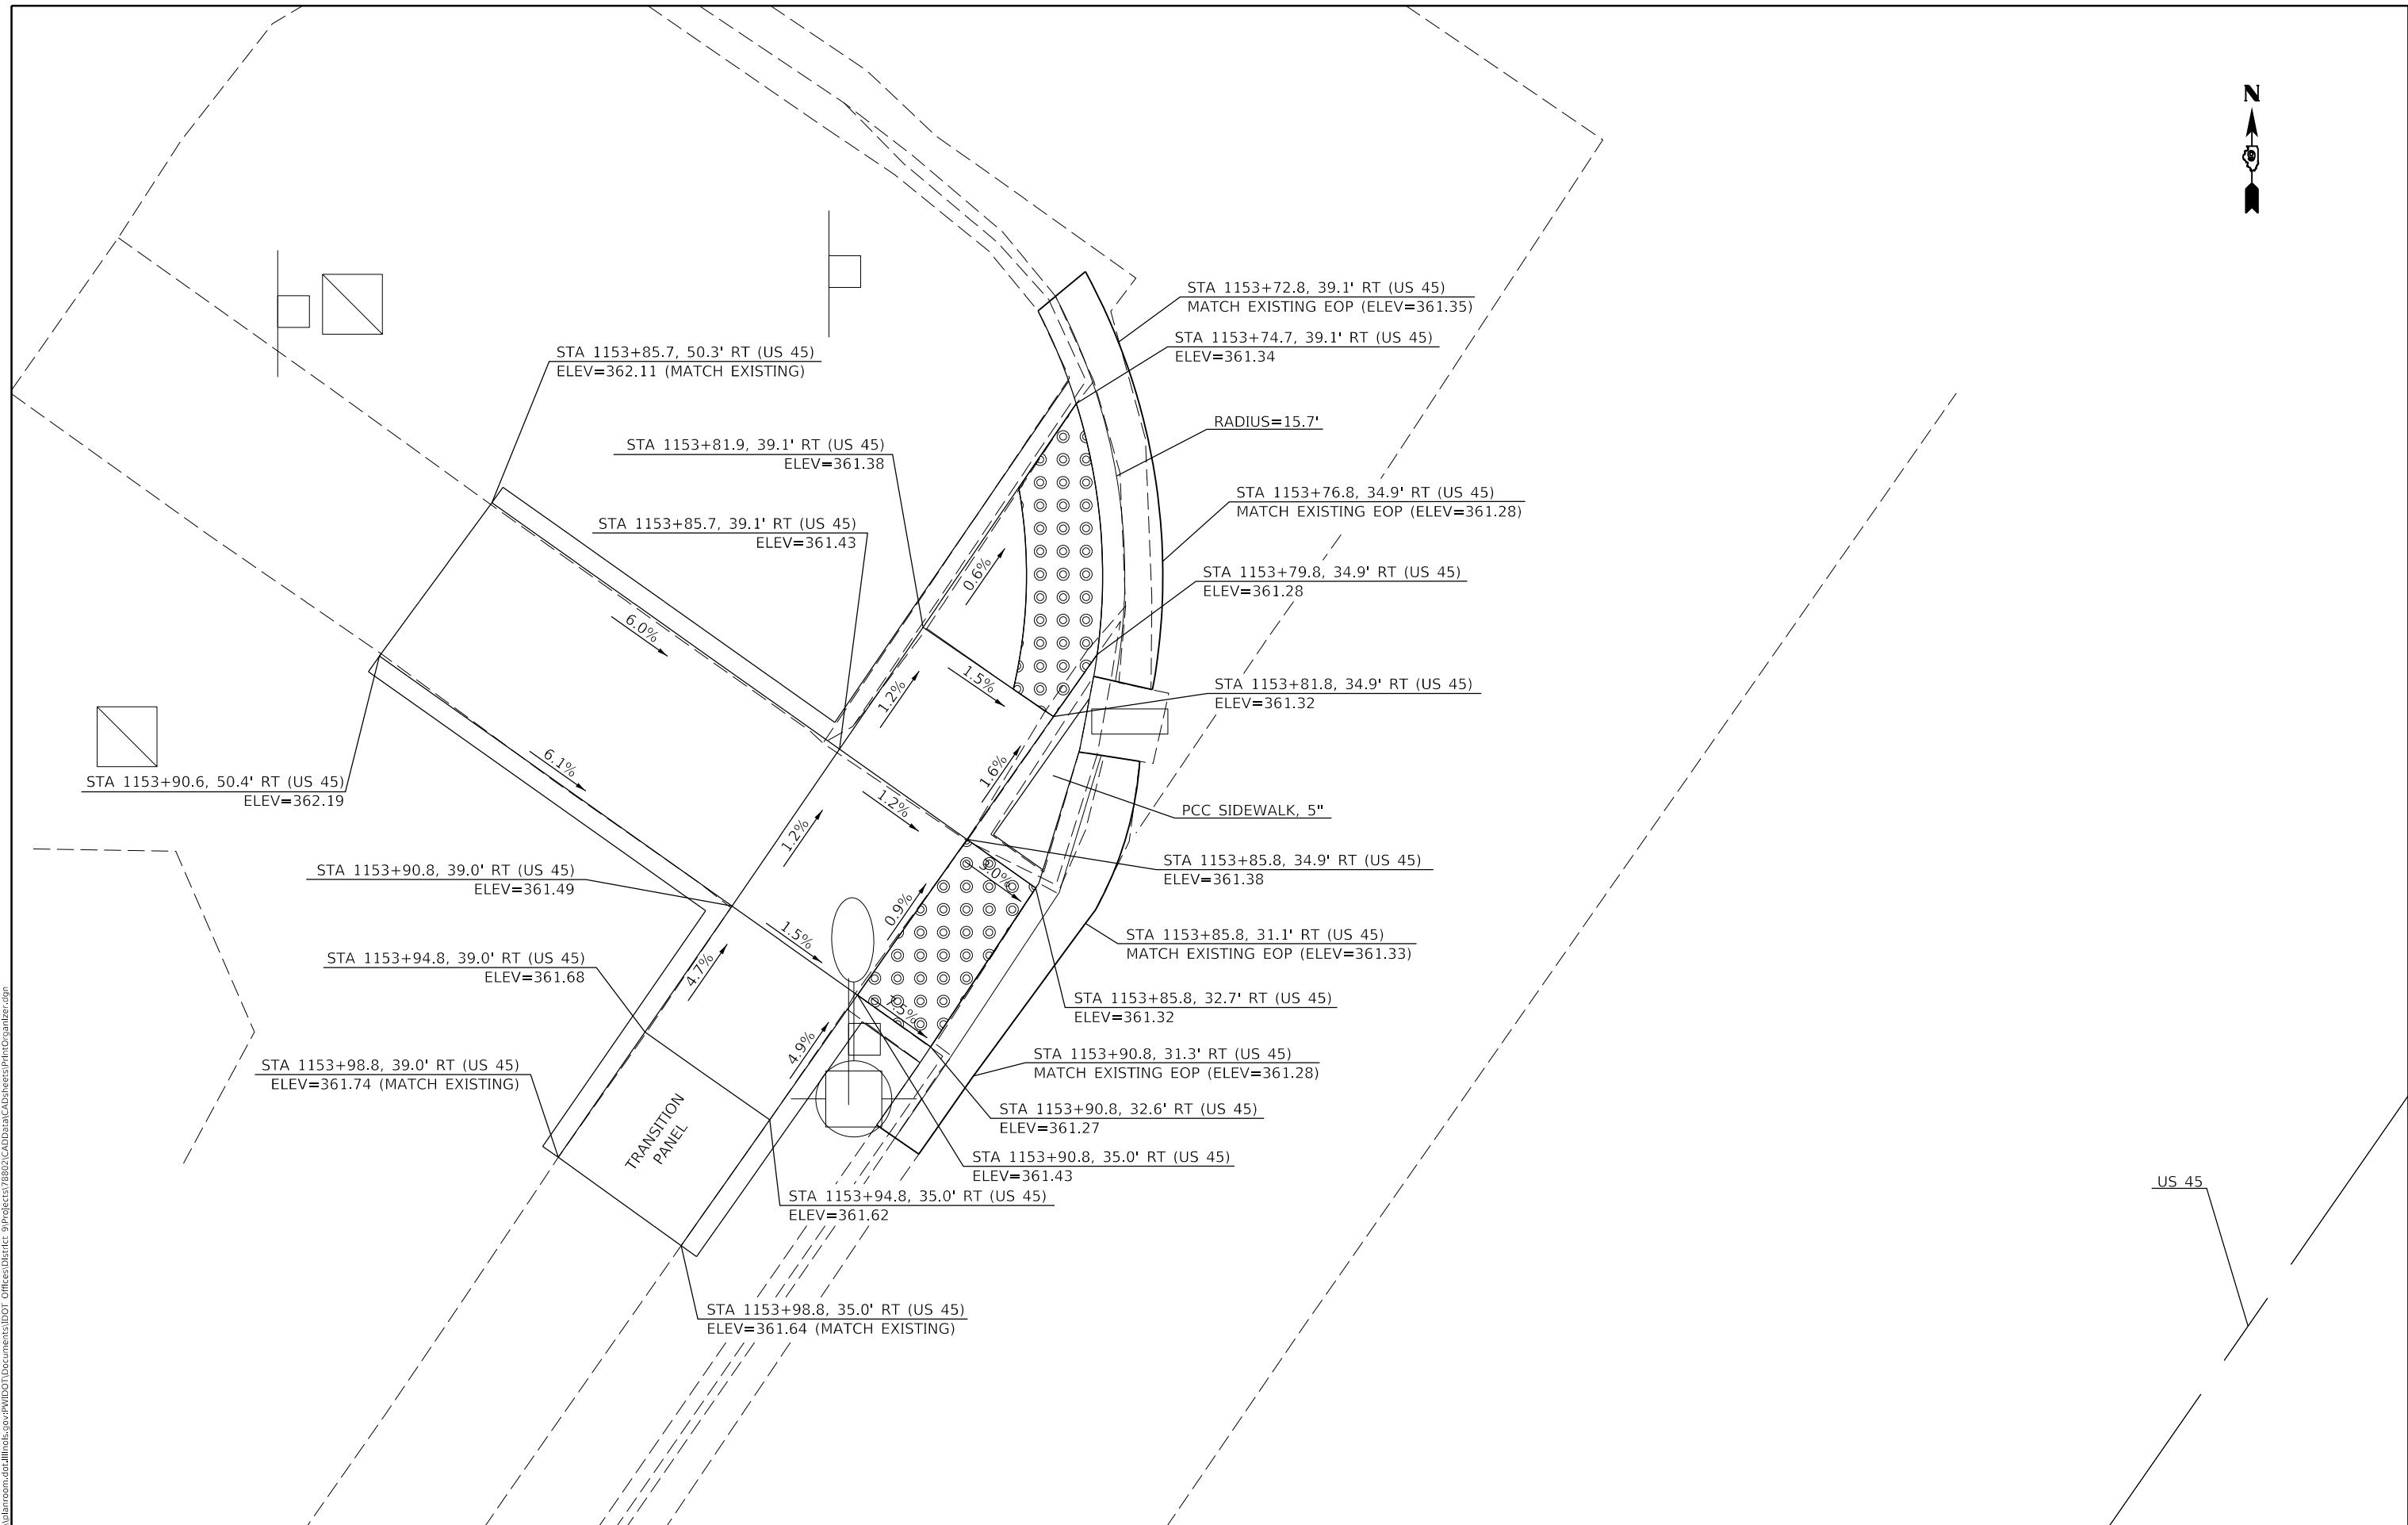 N
STA 1153+72.8, 39.1' RT (US 45)
MATCH EXISTING EOP (ELEV=361.35)
STA 1153+74.7, 39.1' RT (US 45)
ELEV=361.34
STA 1153+85.7, 50.3' RT (US 45)
ELEV=362.11 (MATCH EXISTING)
RADIUS=15.7'
STA 1153+81.9, 39.1' RT (US 45)
ELEV=361.38
STA 1153+76.8, 34.9' RT (US 45)
MATCH EXISTING EOP (ELEV=361.28)
STA 1153+85.7, 39.1' RT (US 45)
ELEV=361.43
0.6%
STA 1153+79.8, 34.9' RT (US 45)
ELEV=361.28
6.0%
1.5%
1.2%
STA 1153+81.8, 34.9' RT (US 45)
ELEV=361.32
6.1%
1.6%
STA 1153+90.6, 50.4' RT (US 45)
ELEV=362.19
1.2%
1.2%
PCC SIDEWALK, 5"
STA 1153+85.8, 34.9' RT (US 45)
ELEV=361.38
STA 1153+90.8, 39.0' RT (US 45)
ELEV=361.49
3.0%
0.9%
1.5%
STA 1153+85.8, 31.1' RT (US 45)
MATCH EXISTING EOP (ELEV=361.33)
STA 1153+94.8, 39.0' RT (US 45)
ELEV=361.68
4.7%
STA 1153+85.8, 32.7' RT (US 45)
ELEV=361.32
4.9%
STA 1153+98.8, 39.0' RT (US 45)
ELEV=361.74 (MATCH EXISTING)
STA 1153+90.8, 31.3' RT (US 45)
MATCH EXISTING EOP (ELEV=361.28)
STA 1153+90.8, 32.6' RT (US 45)
ELEV=361.27
TRANSITION
PANEL
STA 1153+90.8, 35.0' RT (US 45)
ELEV=361.43
STA 1153+94.8, 35.0' RT (US 45)
ELEV=361.62
US 45
STA 1153+98.8, 35.0' RT (US 45)
ELEV=361.64 (MATCH EXISTING)